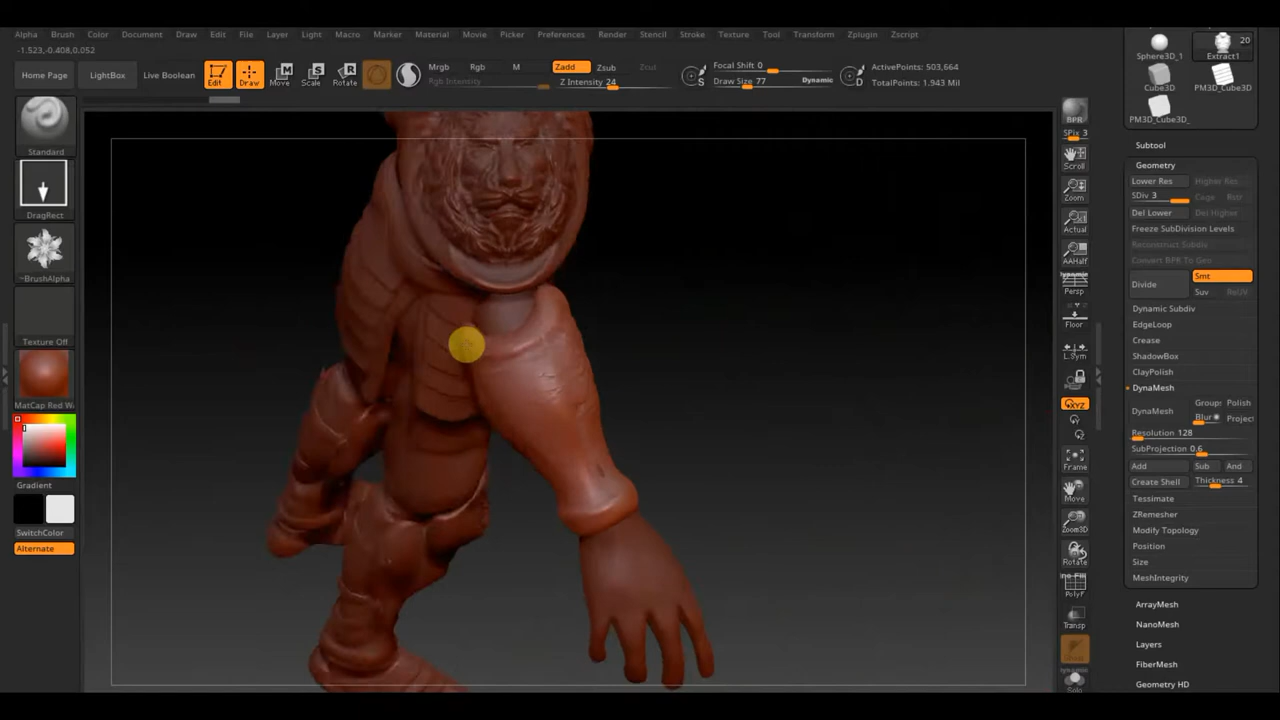 Alpha Brush Color Document Draw Edit File Layer Light Macro Marker Material Movie Picker Preferences Render Stencil Stroke Texture Tool Transform Zplugin Zscript
-1.523,-0.408,0.052
Home Page
LightBox
Live Boolean
Edit
Draw
Move
Scale
Rotate
Mrgb Rgb M
Rgb Intensity
Zadd Zsub Zcut
Z Intensity 24
Focal Shift 0
Draw Size 77 Dynamic
ActivePoints: 503,664
TotalPoints: 1.943 Mil
Standard
DragRect
~BrushAlpha
Texture Off
MatCap Red W
Gradient
SwitchColor
Alternate
BPR
SPix 3
Scroll
Zoom
Actual
AAHalf
Dynamic
Persp
Floor
L.Sym
XYZ
Frame
Move
Zoom3D
Rotate
PolyF
Transp
Solo
Sphere3D_1
20
Extract1
Cube3D
PM3D_Cube3D
PM3D_Cube3D_
Subtool
Geometry
Lower Res Higher Res
SDiv 3 Cage Rstr
Del Lower Del Higher
Freeze SubDivision Levels
Reconstruct Subdiv
Convert BPR To Geo
Divide Smt
Suv ReUV
Dynamic Subdiv
EdgeLoop
Crease
ShadowBox
ClayPolish
DynaMesh
DynaMesh Groups Polish
Blur Project
Resolution 128
SubProjection 0.6
Add Sub And
Create Shell Thickness 4
Tessimate
ZRemesher
Modify Topology
Position
Size
MeshIntegrity
ArrayMesh
NanoMesh
Layers
FiberMesh
Geometry HD